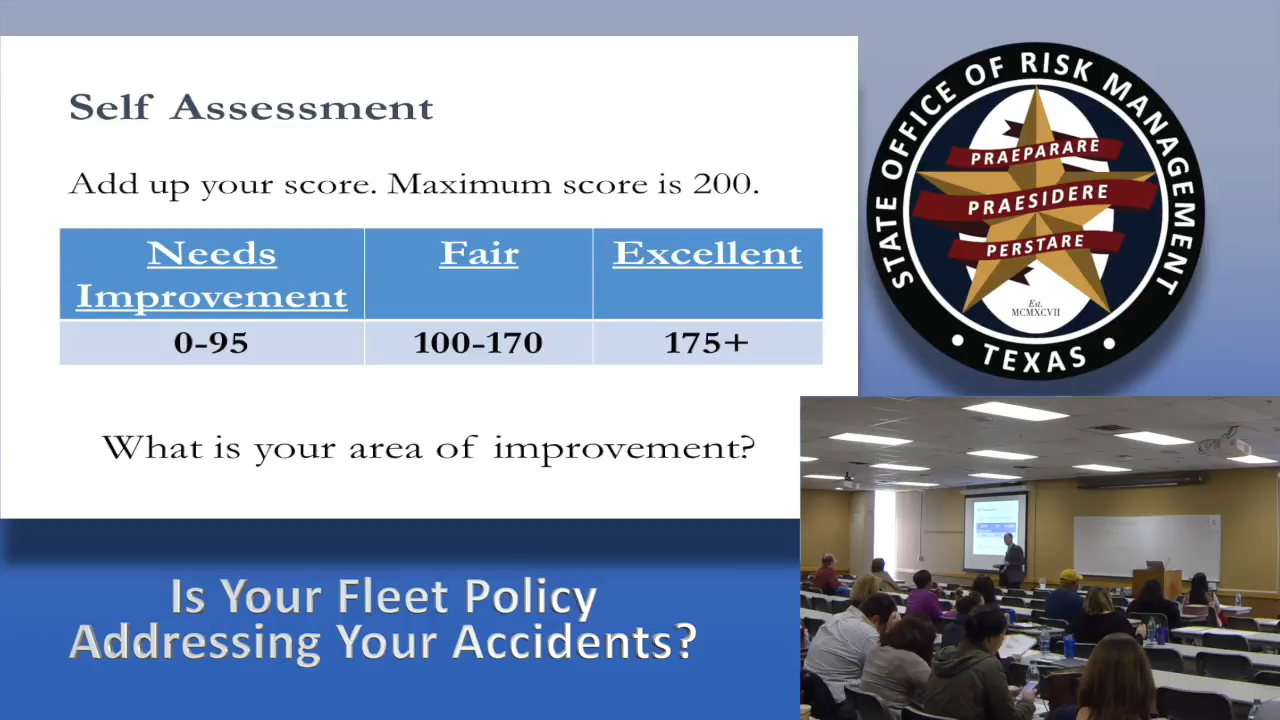 Self Assessment
Add up your score. Maximum score is 200.
Needs Improvement
Fair
Excellent
0-95
100-170
175+
What is your area of improvement?
STATE OFFICE OF RISK MANAGEMENT
PRAEPARARE
PRAESIDERE
PERSTARE
Est.
MCMXCVII
• TEXAS •
Is Your Fleet Policy
Addressing Your Accidents?